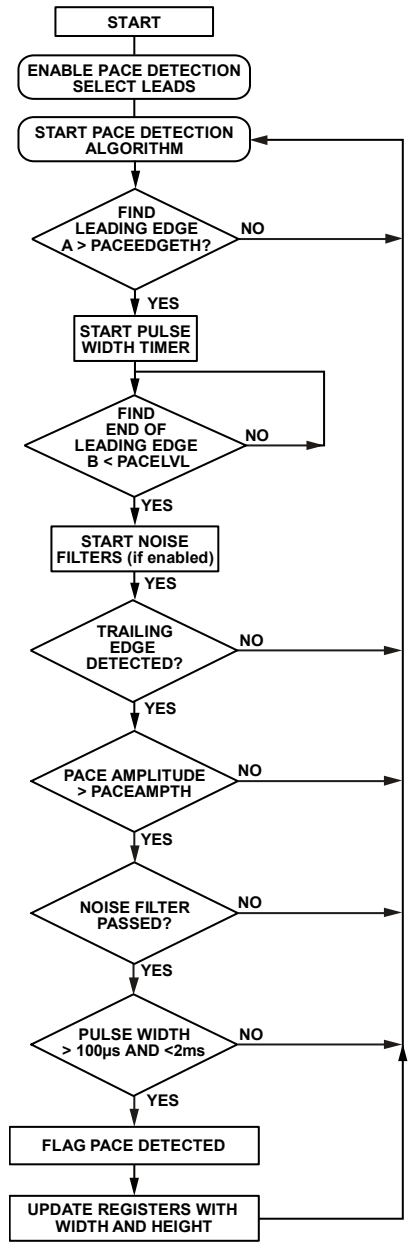 START
ENABLE PACE DETECTION
SELECT LEADS
START PACE DETECTION
ALGORITHM
FIND
LEADING EDGE
A > PACEEDGETH?
NO
YES
START PULSE
WIDTH TIMER
FIND
END OF
LEADING EDGE
B < PACELVL
NO
YES
START NOISE
FILTERS (if enabled)
YES
TRAILING
EDGE
DETECTED?
NO
YES
PACE AMPLITUDE
> PACEAMPTH
NO
YES
NOISE FILTER
PASSED?
NO
YES
PULSE WIDTH
> 100µs AND <2ms
NO
YES
FLAG PACE DETECTED
UPDATE REGISTERS WITH
WIDTH AND HEIGHT